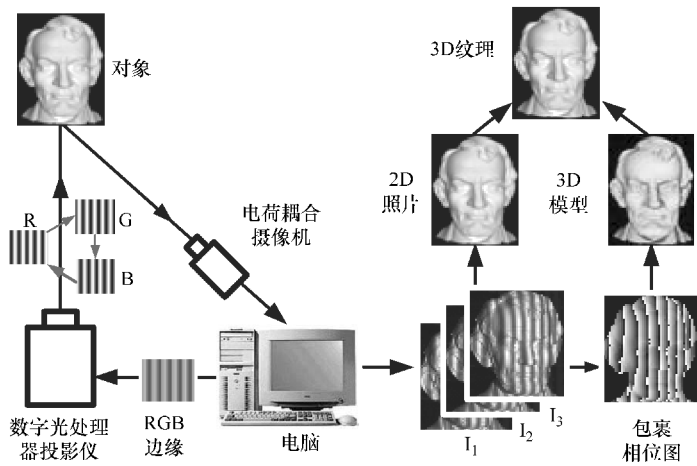 对象
3D纹理
2D
照片
3D
模型
电荷耦合
摄像机
R
G
B
数字光处理
器投影仪
RGB
边缘
电脑
I₁
I₂
I₃
包裹
相位图